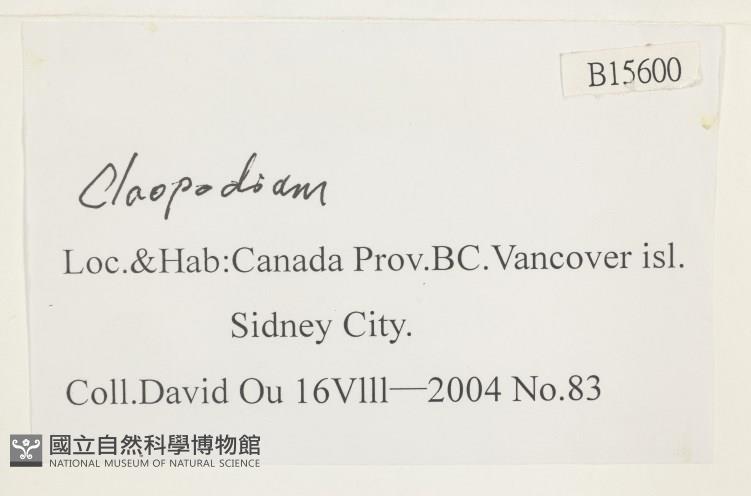 B15600
Claopodium
Loc.&Hab:Canada Prov.BC.Vancover isl.
Sidney City.
Coll.David Ou 16Vlll—2004 No.83
國立自然科學博物館
NATIONAL MUSEUM OF NATURAL SCIENCE